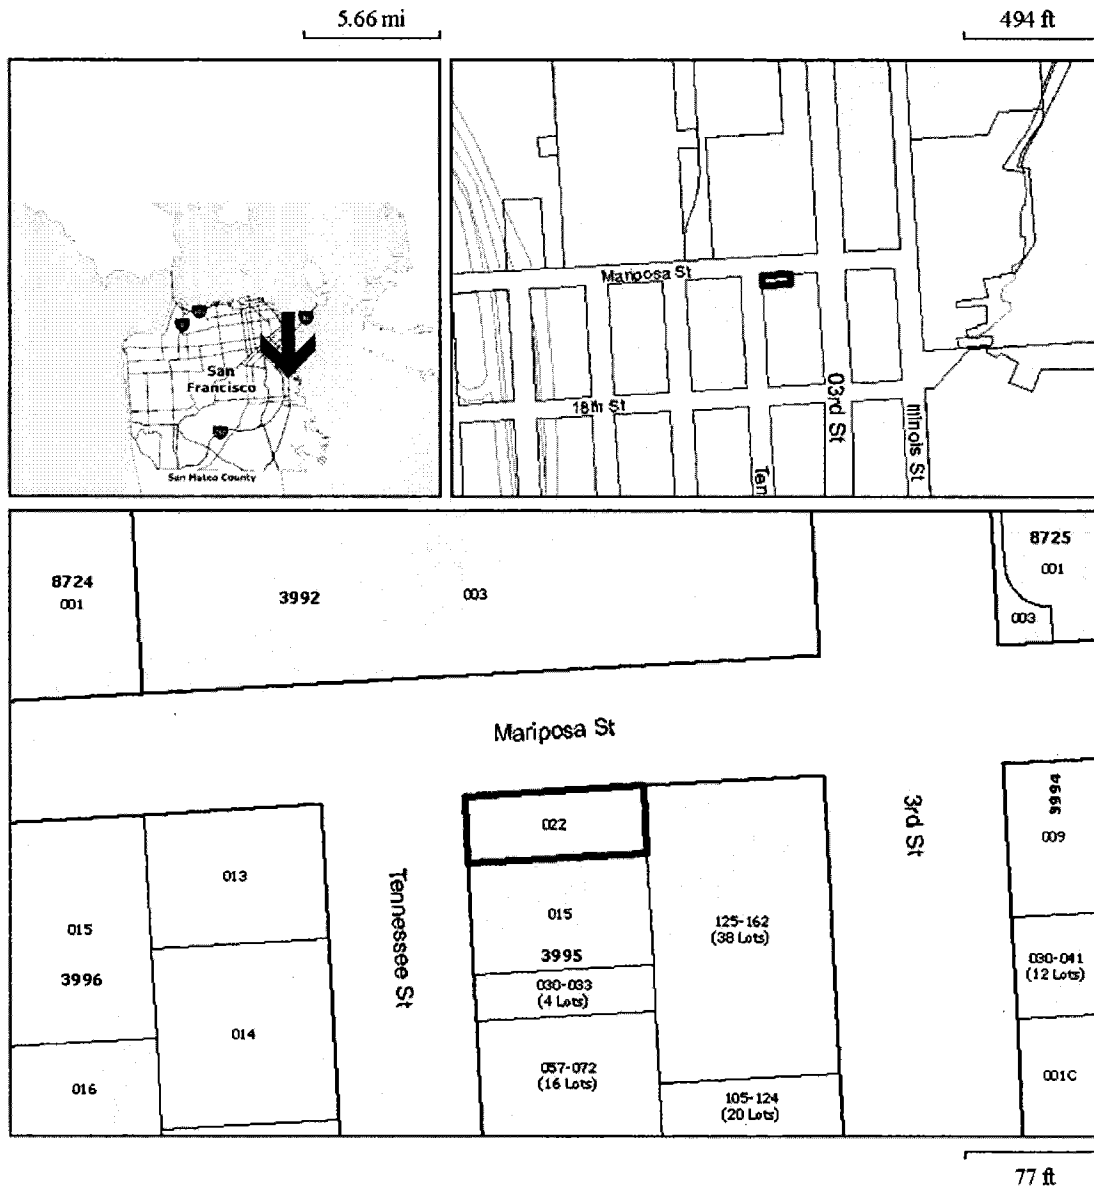 5.66 mi
494 ft
San
Francisco
San Mateo County
Mariposa St
18th St
03rd St
Illinois St
Ten
8724
001
3992
003
8725
001
003
Mariposa St
022
3rd St
3994
009
013
Tennessee St
015
3996
015
3995
125-162
(38 Lots)
030-041
(12 Lots)
030-033
(4 Lots)
014
057-072
(16 Lots)
016
105-124
(20 Lots)
001C
77 ft